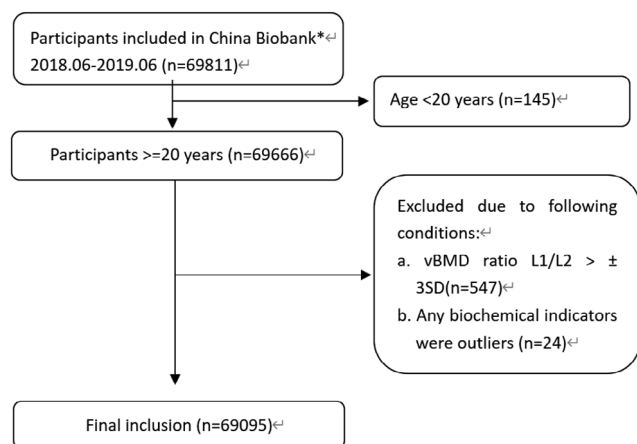 Participants included in China Biobank*↵
2018.06-2019.06 (n=69811)↵
Age <20 years (n=145)↵
Participants >=20 years (n=69666)↵
Excluded due to following
conditions:↵
a. vBMD ratio L1/L2 > ±
3SD(n=547)↵
b. Any biochemical indicators
were outliers (n=24)↵
Final inclusion (n=69095)↵